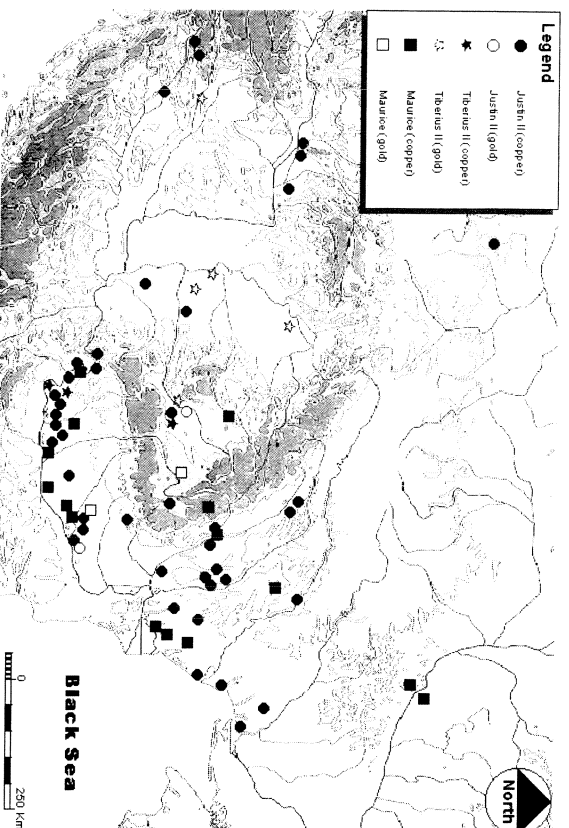 Legend
Justin II (copper)
Justin II (gold)
Tiberius II (copper)
Tiberius II (gold)
Maurice (copper)
Maurice (gold)
North
Black Sea
0
250 Km